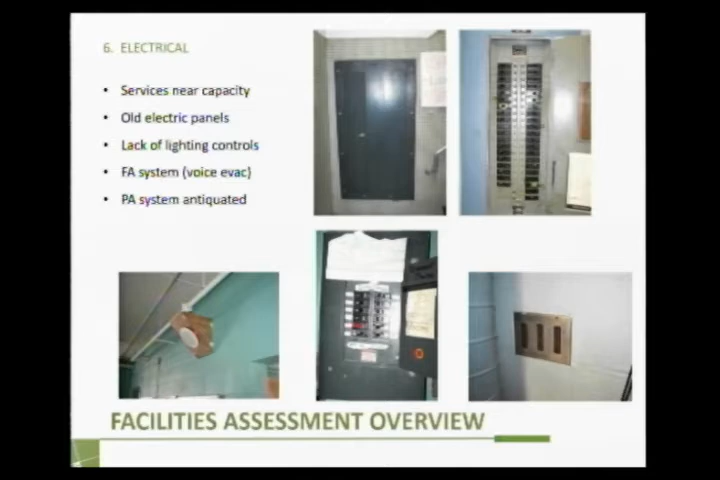 6. ELECTRICAL
• Services near capacity
• Old electric panels
• Lack of lighting controls
• FA system (voice evac)
• PA system antiquated
FACILITIES ASSESSMENT OVERVIEW